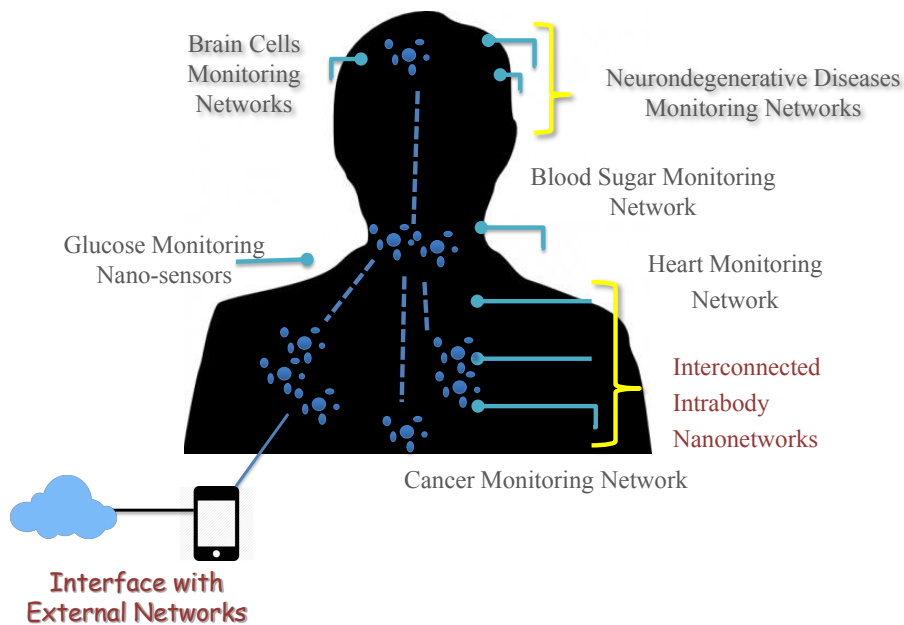 Brain Cells
Monitoring
Networks
Neurondegenerative Diseases
Monitoring Networks
Blood Sugar Monitoring
Network
Glucose Monitoring
Nano-sensors
Heart Monitoring
Network
Interconnected
Intrabody
Nanonetworks
Cancer Monitoring Network
Interface with
External Networks